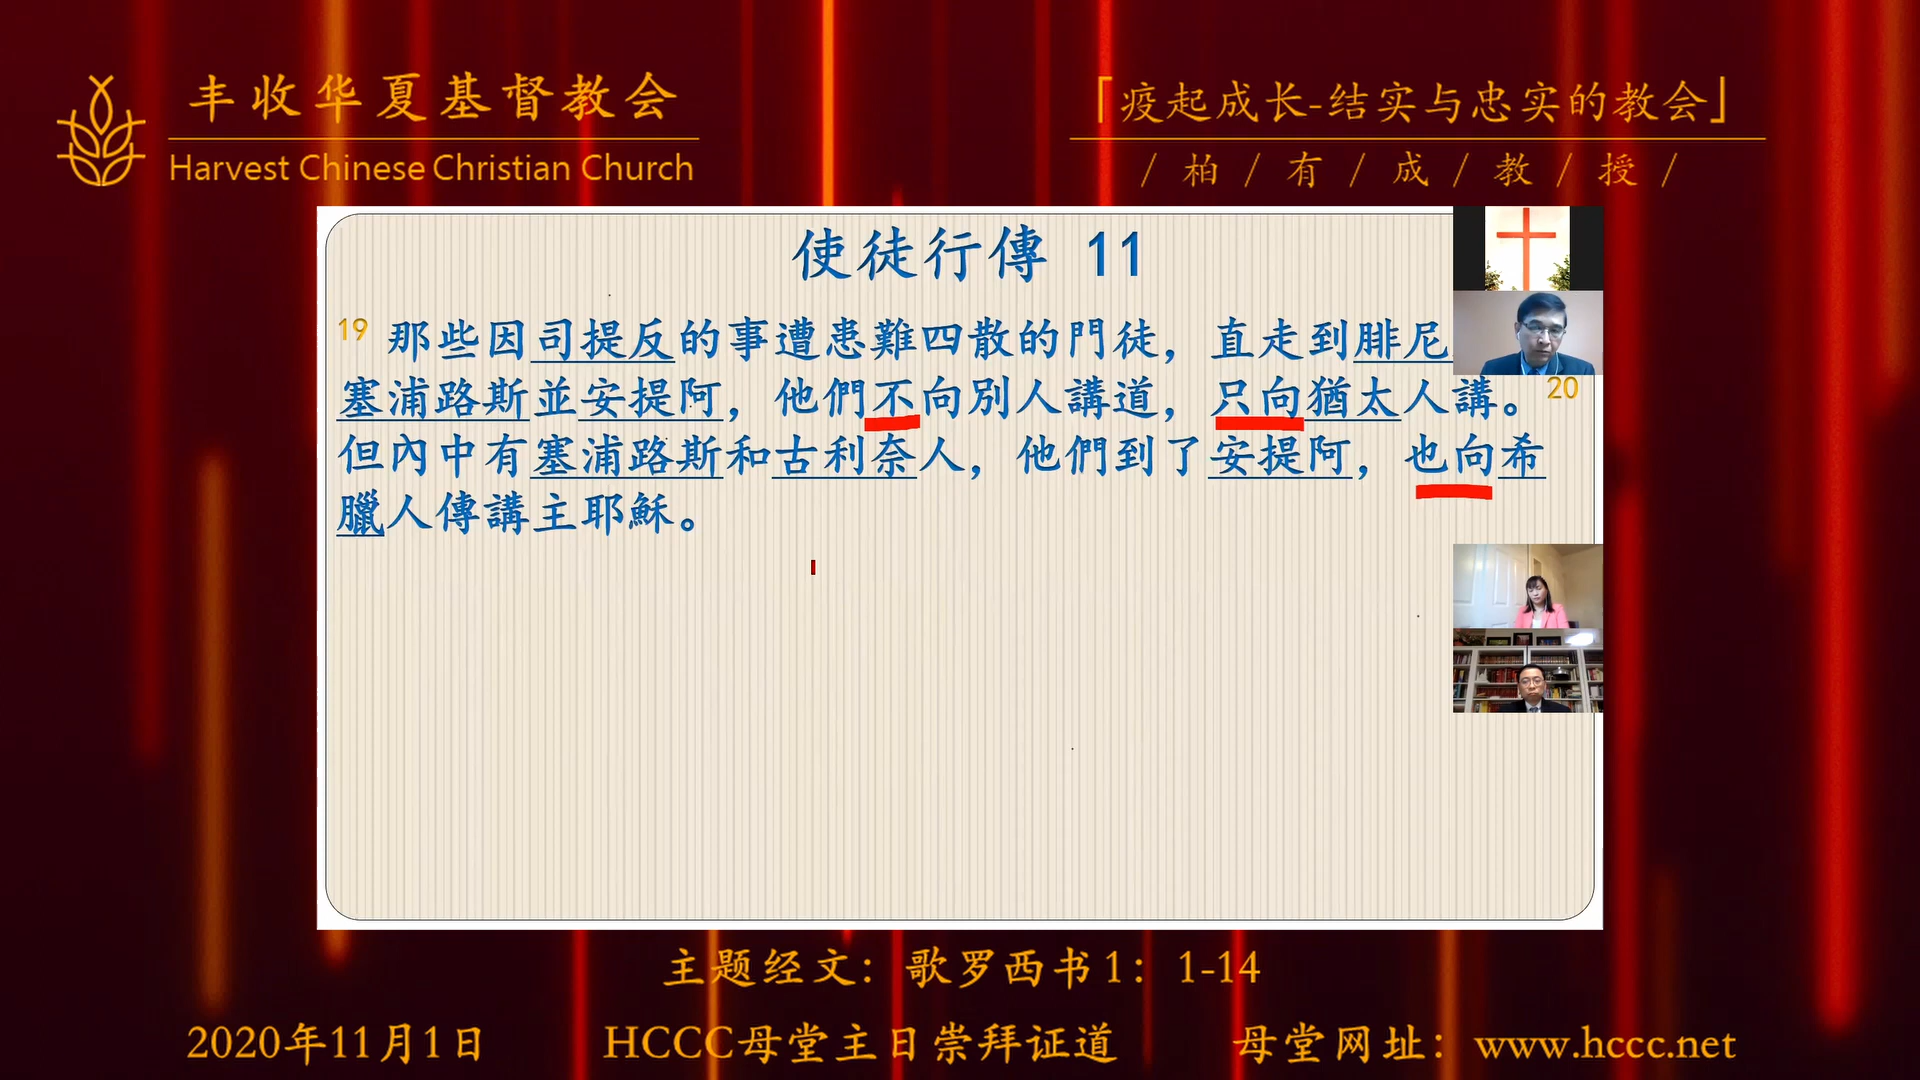 丰收华夏基督教会
Harvest Chinese Christian Church
「疫起成长-结实与忠实的教会」
/ 柏 / 有 / 成 / 教 / 授 /
使徒行傳 11
19 那些因司提反的事遭患難四散的門徒，直走到腓尼
塞浦路斯並安提阿，他們不向別人講道，只向猶太人講。20
但內中有塞浦路斯和古利奈人，他們到了安提阿，也向希
臘人傳講主耶穌。
主题经文：歌罗西书1：1-14
2020年11月1日 HCCC母堂主日崇拜证道 母堂网址：www.hccc.net